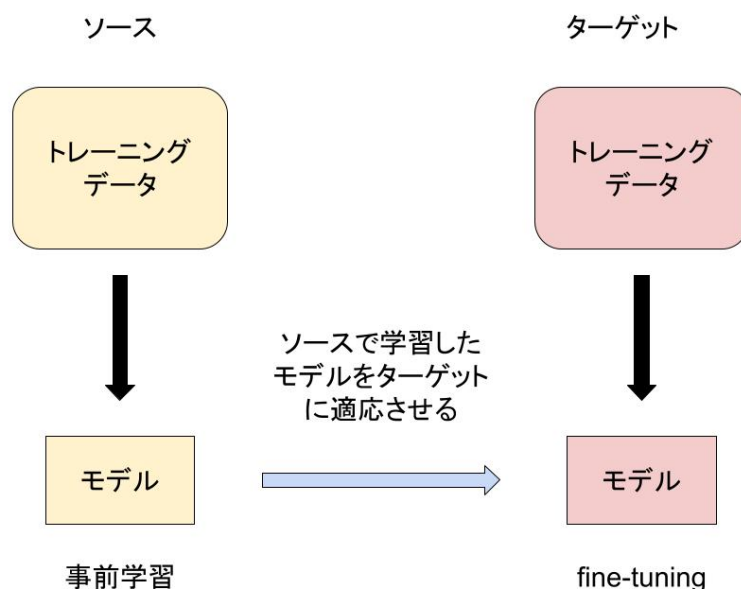 ソース
ターゲット
トレーニング
データ
トレーニング
データ
ソースで学習した
モデルをターゲット
に適応させる
モデル
モデル
事前学習
fine-tuning